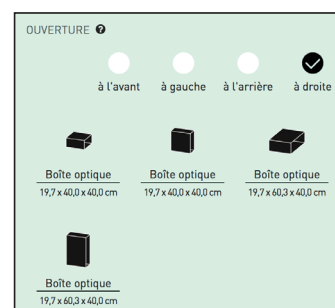 OUVERTURE ?
à l'avant à gauche à l'arrière à droite
Boîte optique Boîte optique Boîte optique
19,7 x 40,0 x 40,0 cm 19,7 x 40,0 x 40,0 cm 19,7 x 60,3 x 40,0 cm
Boîte optique
19,7 x 60,3 x 40,0 cm